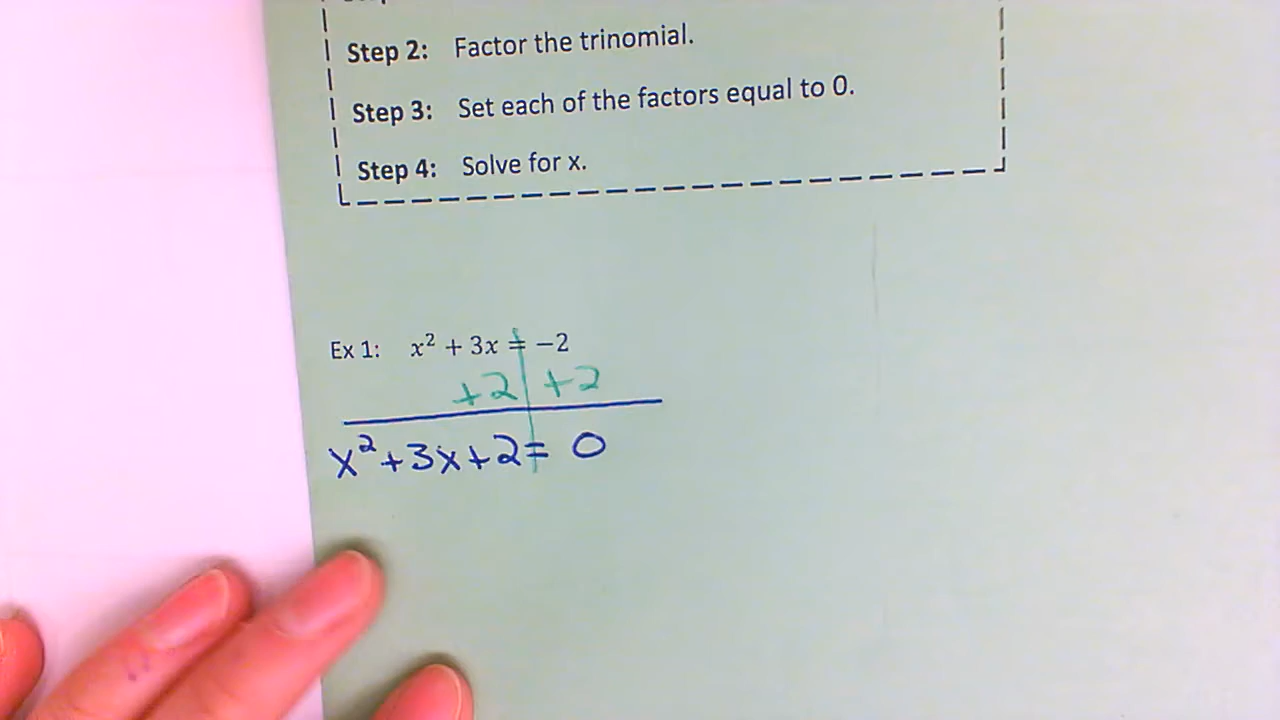 Step 2: Factor the trinomial.
Step 3: Set each of the factors equal to 0.
Step 4: Solve for x.
Ex 1: x² + 3x = −2
+2 +2
x²+3x+2= 0